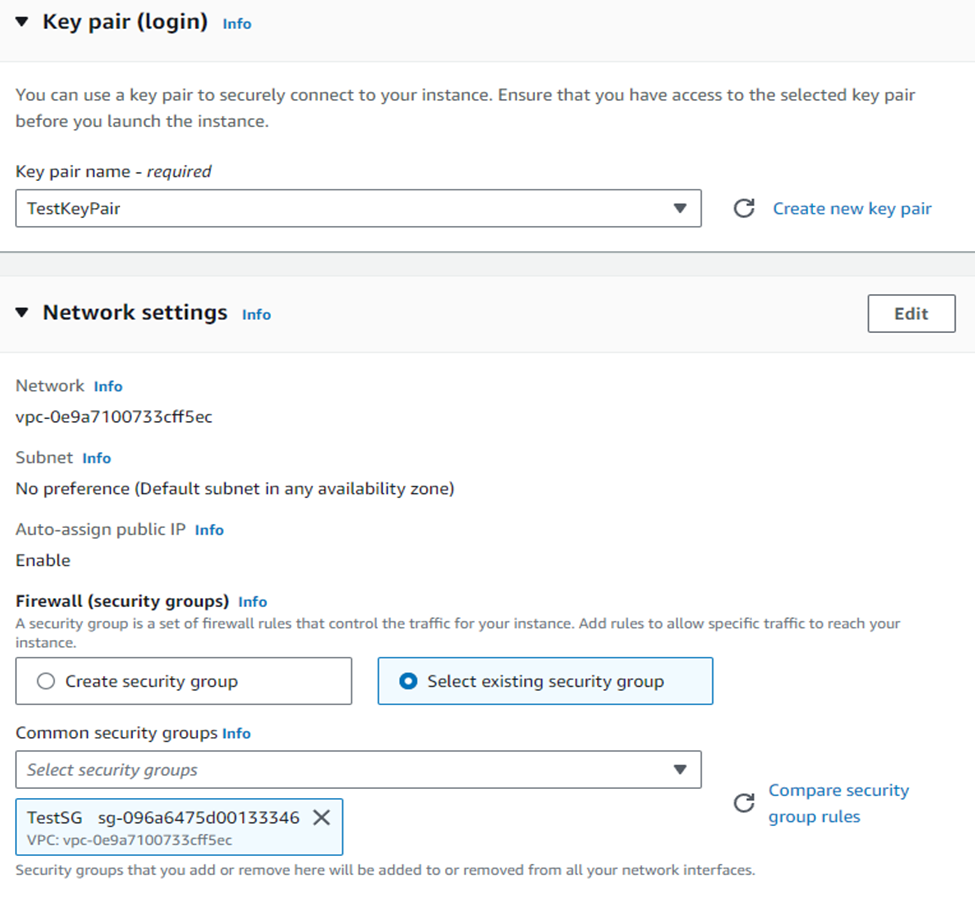 Key pair (login) Info
You can use a key pair to securely connect to your instance. Ensure that you have access to the selected key pair
before you launch the instance.
Key pair name - required
TestKeyPair
Create new key pair
Network settings Info
Edit
Network Info
vpc-0e9a7100733cff5ec
Subnet Info
No preference (Default subnet in any availability zone)
Auto-assign public IP Info
Enable
Firewall (security groups) Info
A security group is a set of firewall rules that control the traffic for your instance. Add rules to allow specific traffic to reach your
instance.
Create security group
Select existing security group
Common security groups Info
Select security groups
TestSG sg-096a6475d00133346
VPC: vpc-0e9a7100733cff5ec
Compare security
group rules
Security groups that you add or remove here will be added to or removed from all your network interfaces.